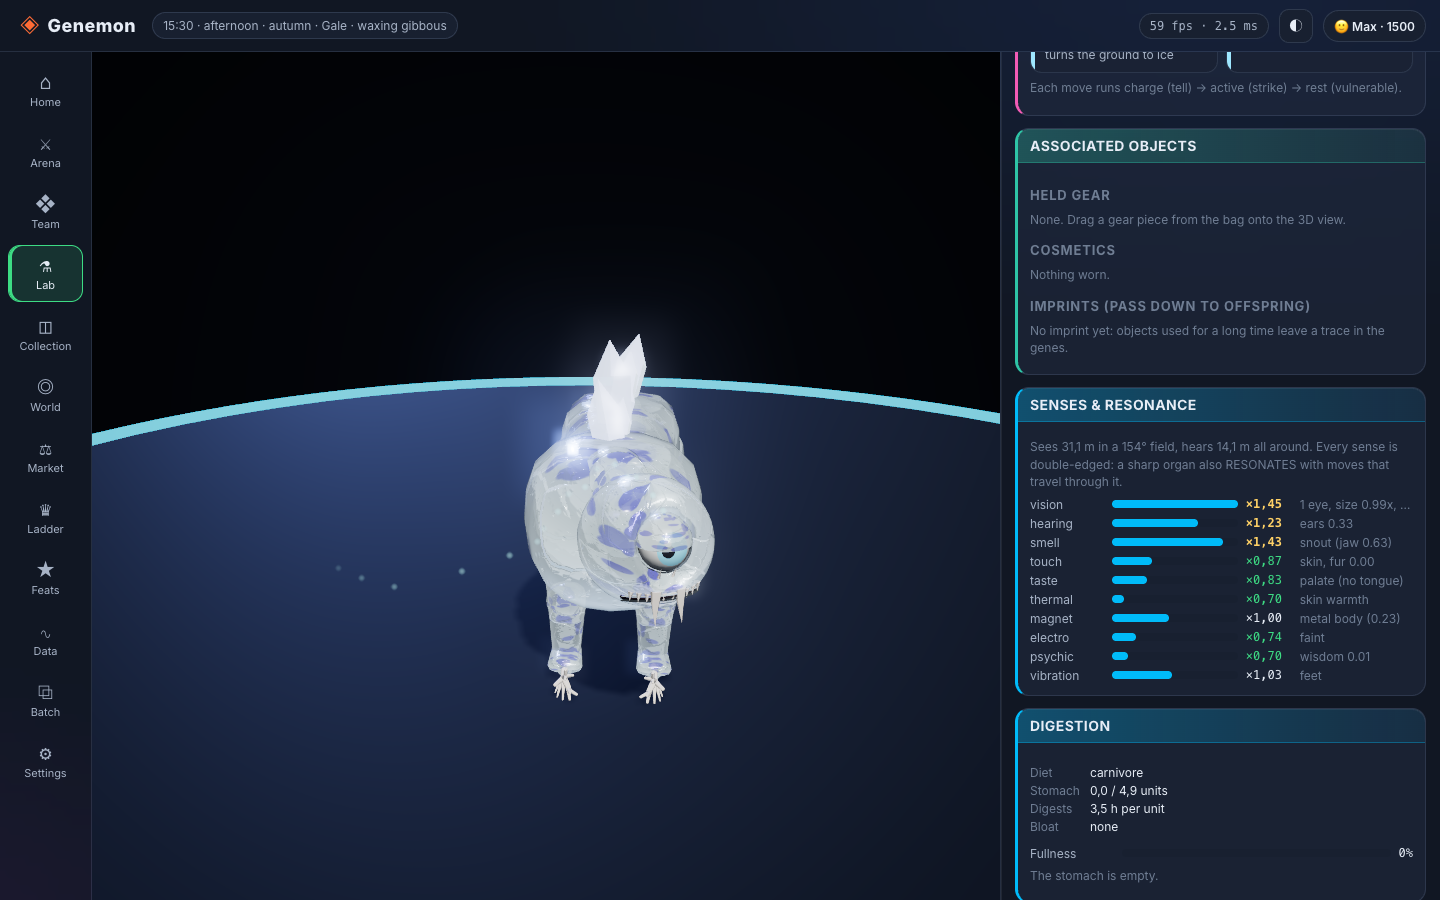 Genemon
15:30 · afternoon · autumn · Gale · waxing gibbous
59 fps · 2.5 ms
Max · 1500
Home
Arena
Team
Lab
Collection
World
Market
Ladder
Feats
Data
Batch
Settings
turns the ground to ice
Each move runs charge (tell) → active (strike) → rest (vulnerable).
ASSOCIATED OBJECTS
HELD GEAR
None. Drag a gear piece from the bag onto the 3D view.
COSMETICS
Nothing worn.
IMPRINTS (PASS DOWN TO OFFSPRING)
No imprint yet: objects used for a long time leave a trace in the
genes.
SENSES & RESONANCE
Sees 31,1 m in a 154° field, hears 14,1 m all around. Every sense is
double-edged: a sharp organ also RESONATES with moves that
travel through it.
vision ×1,45 1 eye, size 0.99x, ...
hearing ×1,23 ears 0.33
smell ×1,43 snout (jaw 0.63)
touch ×0,87 skin, fur 0.00
taste ×0,83 palate (no tongue)
thermal ×0,70 skin warmth
magnet ×1,00 metal body (0.23)
electro ×0,74 faint
psychic ×0,70 wisdom 0.01
vibration ×1,03 feet
DIGESTION
Diet carnivore
Stomach 0,0 / 4,9 units
Digests 3,5 h per unit
Bloat none
Fullness 0%
The stomach is empty.